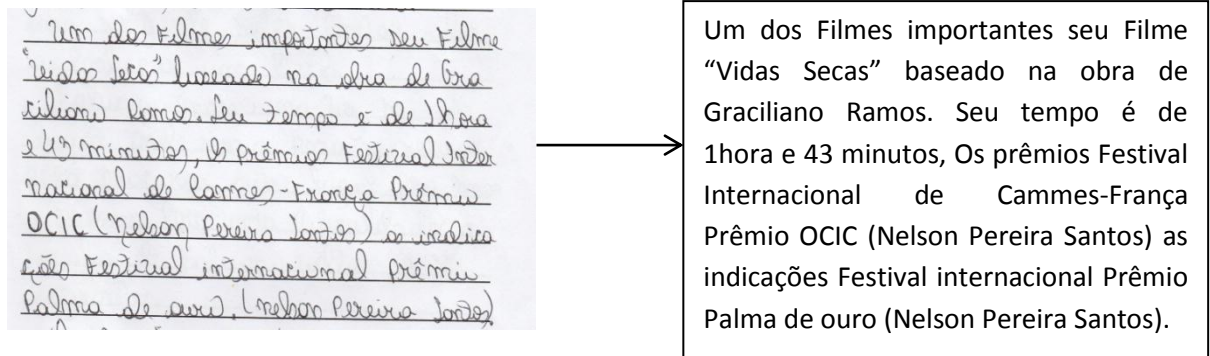 Um dos Filmes importantes seu Filme
"Vidas Secas" baseado na obra de Gra
ciliano Ramos. Seu tempo é de 1hora
e 43 minutos, Os prêmios Festival Inter
nacional de Cammes-França Prêmio
OCIC (Nelson Pereira Santos) as indica
ções Festival internacional Prêmio
Palma de ouro. (Nelson Pereira Santos)
Um dos Filmes importantes seu Filme
“Vidas Secas” baseado na obra de
Graciliano Ramos. Seu tempo é de
1hora e 43 minutos, Os prêmios Festival
Internacional de Cammes-França
Prêmio OCIC (Nelson Pereira Santos) as
indicações Festival internacional Prêmio
Palma de ouro (Nelson Pereira Santos).